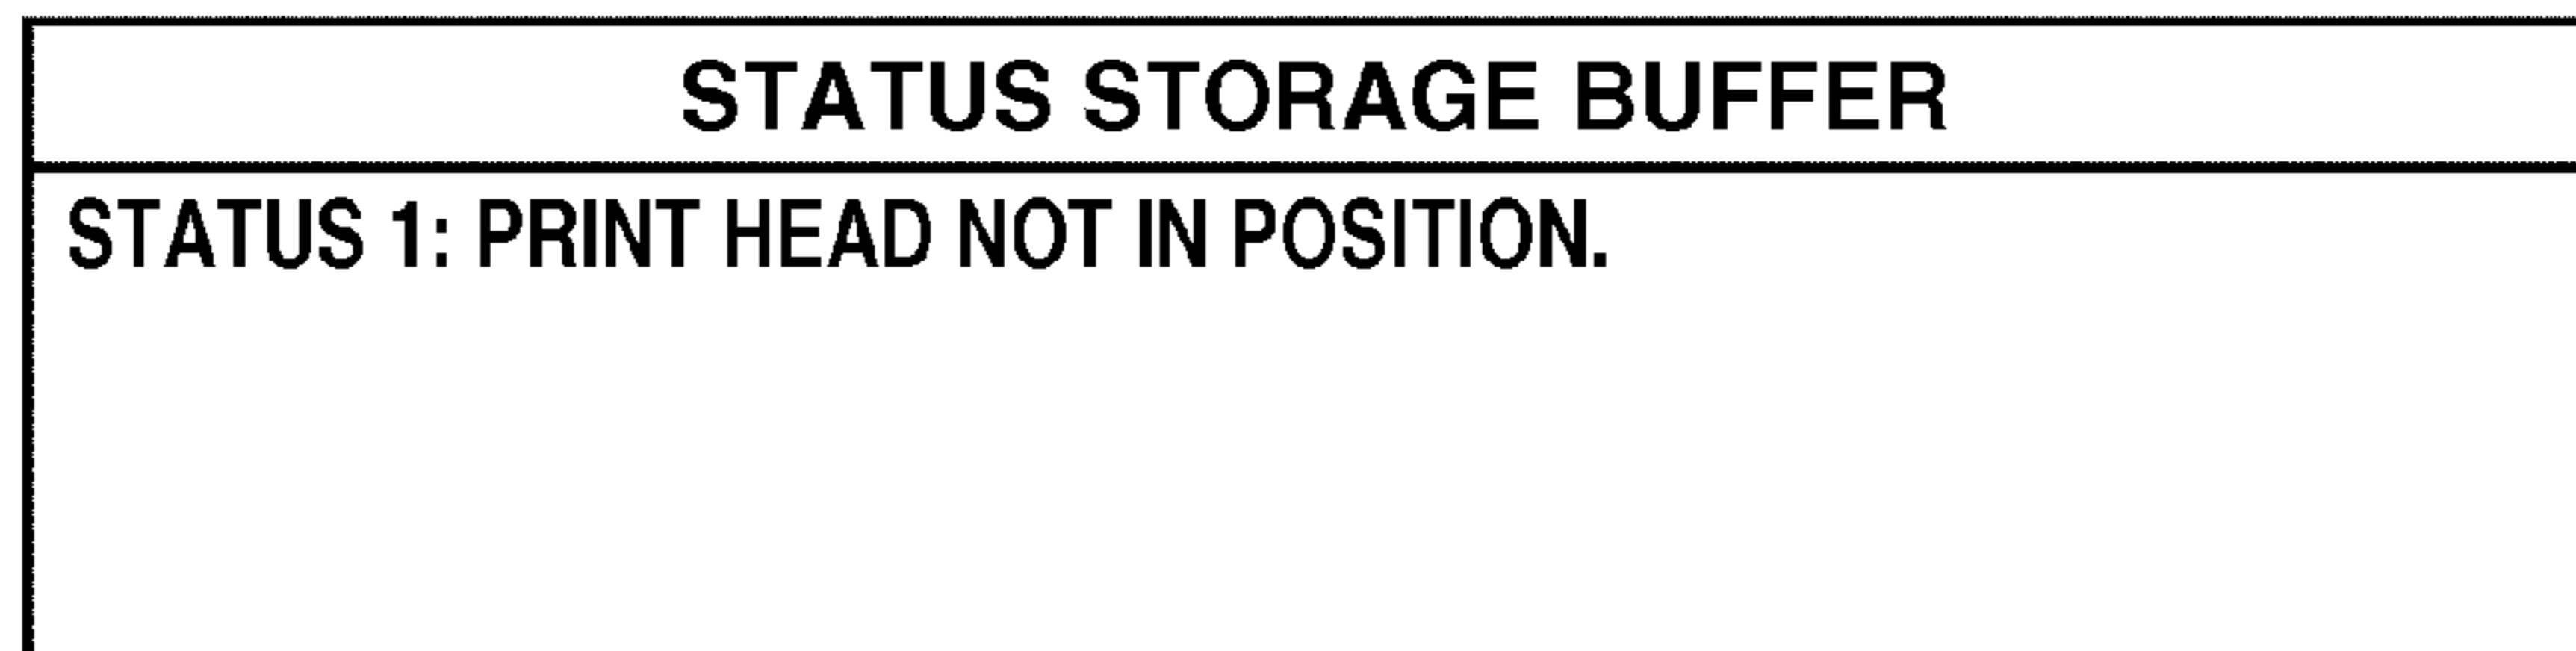 STATUS STORAGE BUFFER
STATUS 1: PRINT HEAD NOT IN POSITION.